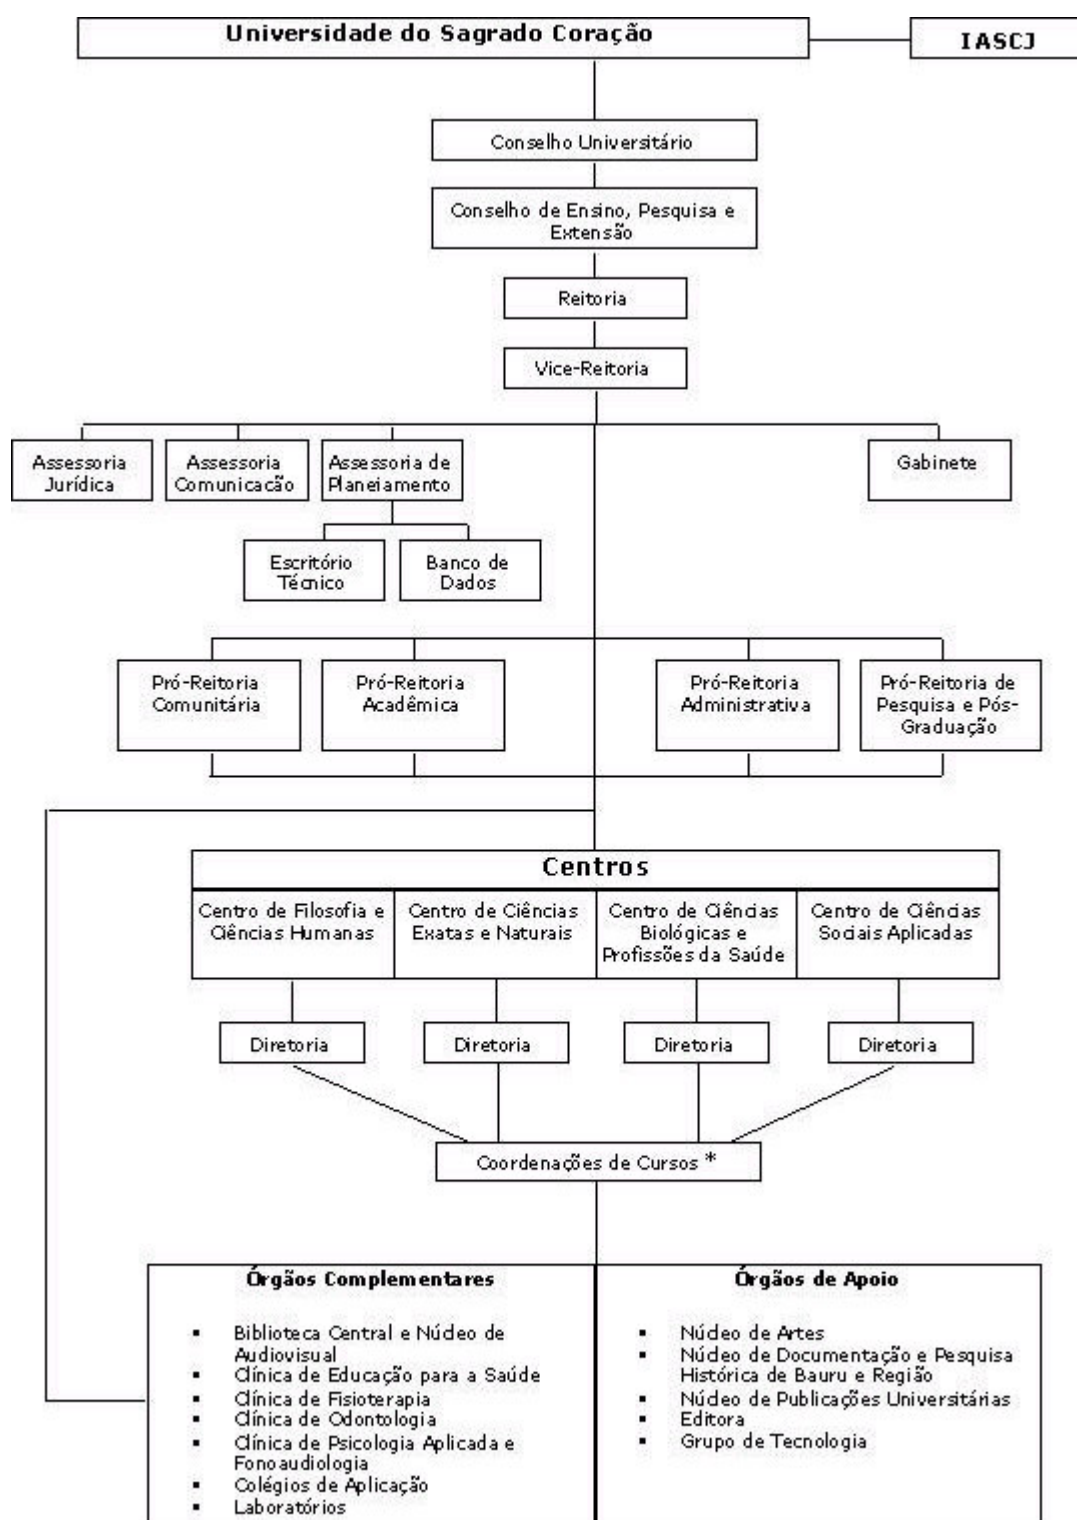 Universidade do Sagrado Coração
IASCJ
Conselho Universitário
Conselho de Ensino, Pesquisa e
Extensão
Reitoria
Vice-Reitoria
Assessoria
Jurídica
Assessoria
Comunicacão
Assessoria de
Planeiamento
Gabinete
Escritório
Técnico
Banco de
Dados
Pró-Reitoria
Comunitária
Pró-Reitoria
Acadêmica
Pró-Reitoria
Administrativa
Pró-Reitoria de
Pesquisa e Pós-
Graduação
Centros
Centro de Filosofia e
Ciências Humanas
Centro de Ciências
Exatas e Naturais
Centro de Ciências
Biológicas e
Profissões da Saúde
Centro de Ciências
Sociais Aplicadas
Diretoria
Diretoria
Diretoria
Diretoria
Coordenações de Cursos *
Órgãos Complementares
▪ Biblioteca Central e Núcleo de
Audiovisual
▪ Clínica de Educação para a Saúde
▪ Clínica de Fisioterapia
▪ Clínica de Odontologia
▪ Clínica de Psicologia Aplicada e
Fonoaudiologia
▪ Colégios de Aplicação
▪ Laboratórios
Órgãos de Apoio
▪ Núcleo de Artes
▪ Núcleo de Documentação e Pesquisa
Histórica de Bauru e Região
▪ Núcleo de Publicações Universitárias
▪ Editora
▪ Grupo de Tecnologia